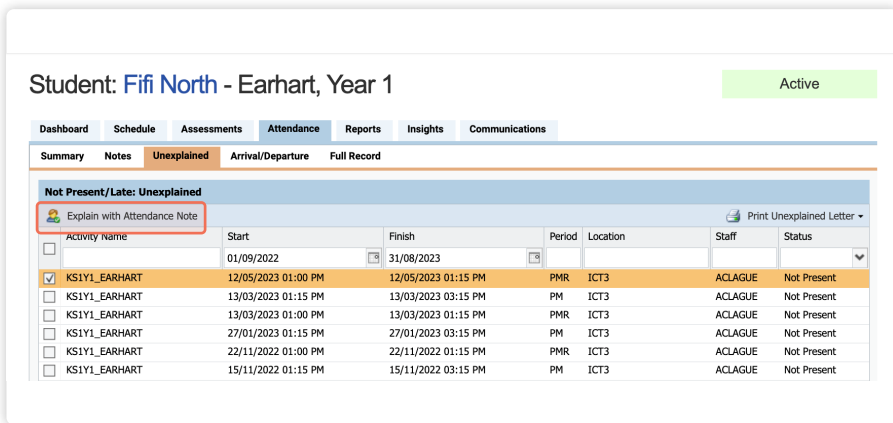 Student: Fifi North - Earhart, Year 1
Active
Dashboard Schedule Assessments Attendance Reports Insights Communications
Summary Notes Unexplained Arrival/Departure Full Record
Not Present/Late: Unexplained
Explain with Attendance Note Print Unexplained Letter
Activity Name Start Finish Period Location Staff Status
01/09/2022 31/08/2023
KS1Y1_EARHART 12/05/2023 01:00 PM 12/05/2023 01:15 PM PMR ICT3 ACLAGUE Not Present
KS1Y1_EARHART 13/03/2023 01:15 PM 13/03/2023 03:15 PM PM ICT3 ACLAGUE Not Present
KS1Y1_EARHART 13/03/2023 01:00 PM 13/03/2023 01:15 PM PMR ICT3 ACLAGUE Not Present
KS1Y1_EARHART 27/01/2023 01:15 PM 27/01/2023 03:15 PM PM ICT3 ACLAGUE Not Present
KS1Y1_EARHART 22/11/2022 01:00 PM 22/11/2022 01:15 PM PMR ICT3 ACLAGUE Not Present
KS1Y1_EARHART 15/11/2022 01:15 PM 15/11/2022 03:15 PM PM ICT3 ACLAGUE Not Present